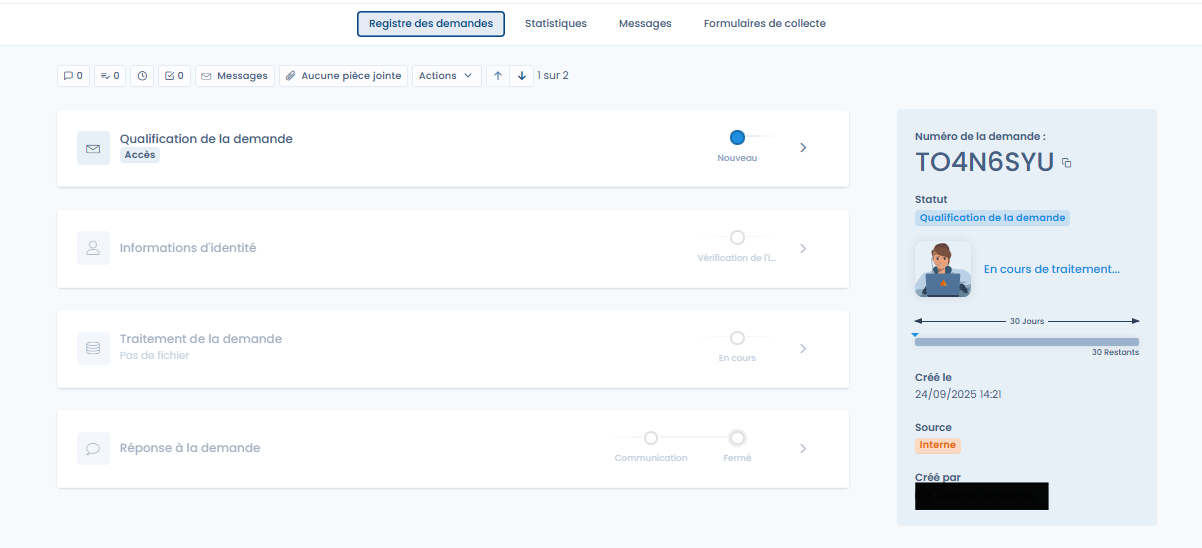 Registre des demandes Statistiques Messages Formulaires de collecte
0 0 0 Messages Aucune pièce jointe Actions 1 sur 2
Qualification de la demande
Accès
Nouveau
Informations d'identité
Vérification de l'i...
Traitement de la demande
Pas de fichier
En cours
Réponse à la demande
Communication Fermé
Numéro de la demande :
TO4N6SYU
Statut
Qualification de la demande
En cours de traitement...
30 Jours
30 Restants
Créé le
24/09/2025 14:21
Source
Interne
Créé par